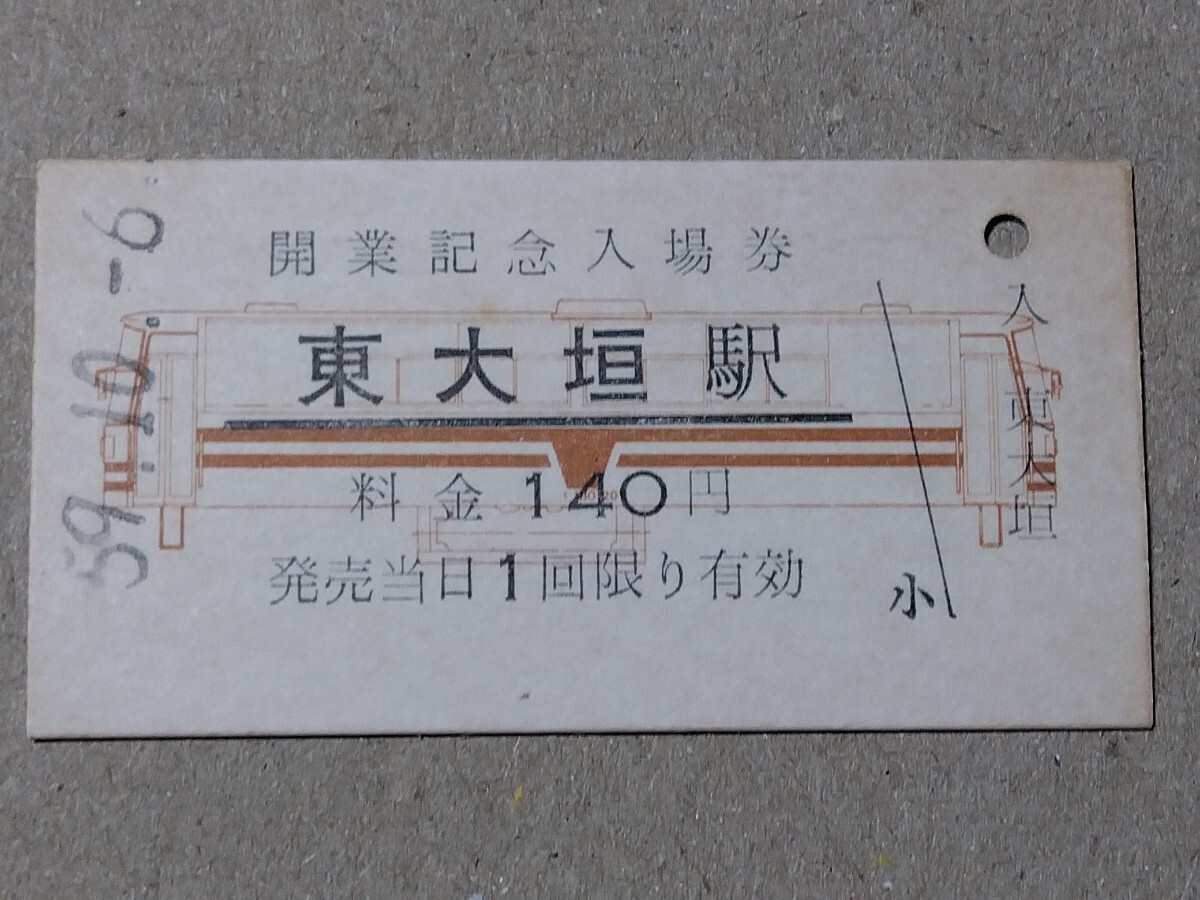 開業記念入場券
東大垣駅
料金140円
発売当日1回限り有効
小
入 東大垣
59.10.-6